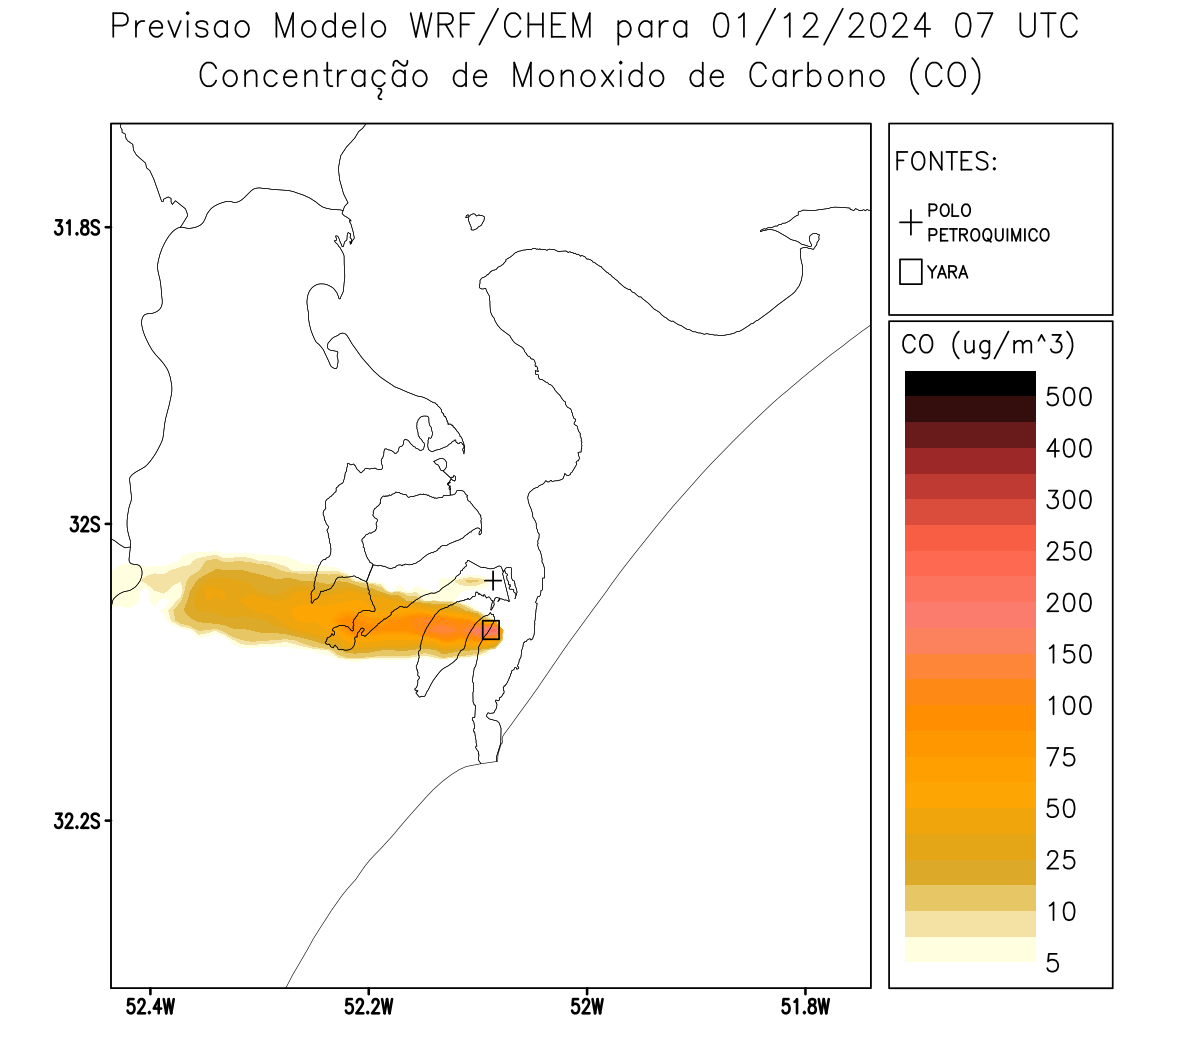 Previsao Modelo WRF/CHEM para 01/12/2024 07 UTC
Concentração de Monoxido de Carbono (CO)
FONTES:
POLO
PETROQUIMICO
YARA
CO (ug/m^3)
500
400
300
250
200
150
100
75
50
25
10
5
31.8S
32S
32.2S
52.4W
52.2W
52W
51.8W